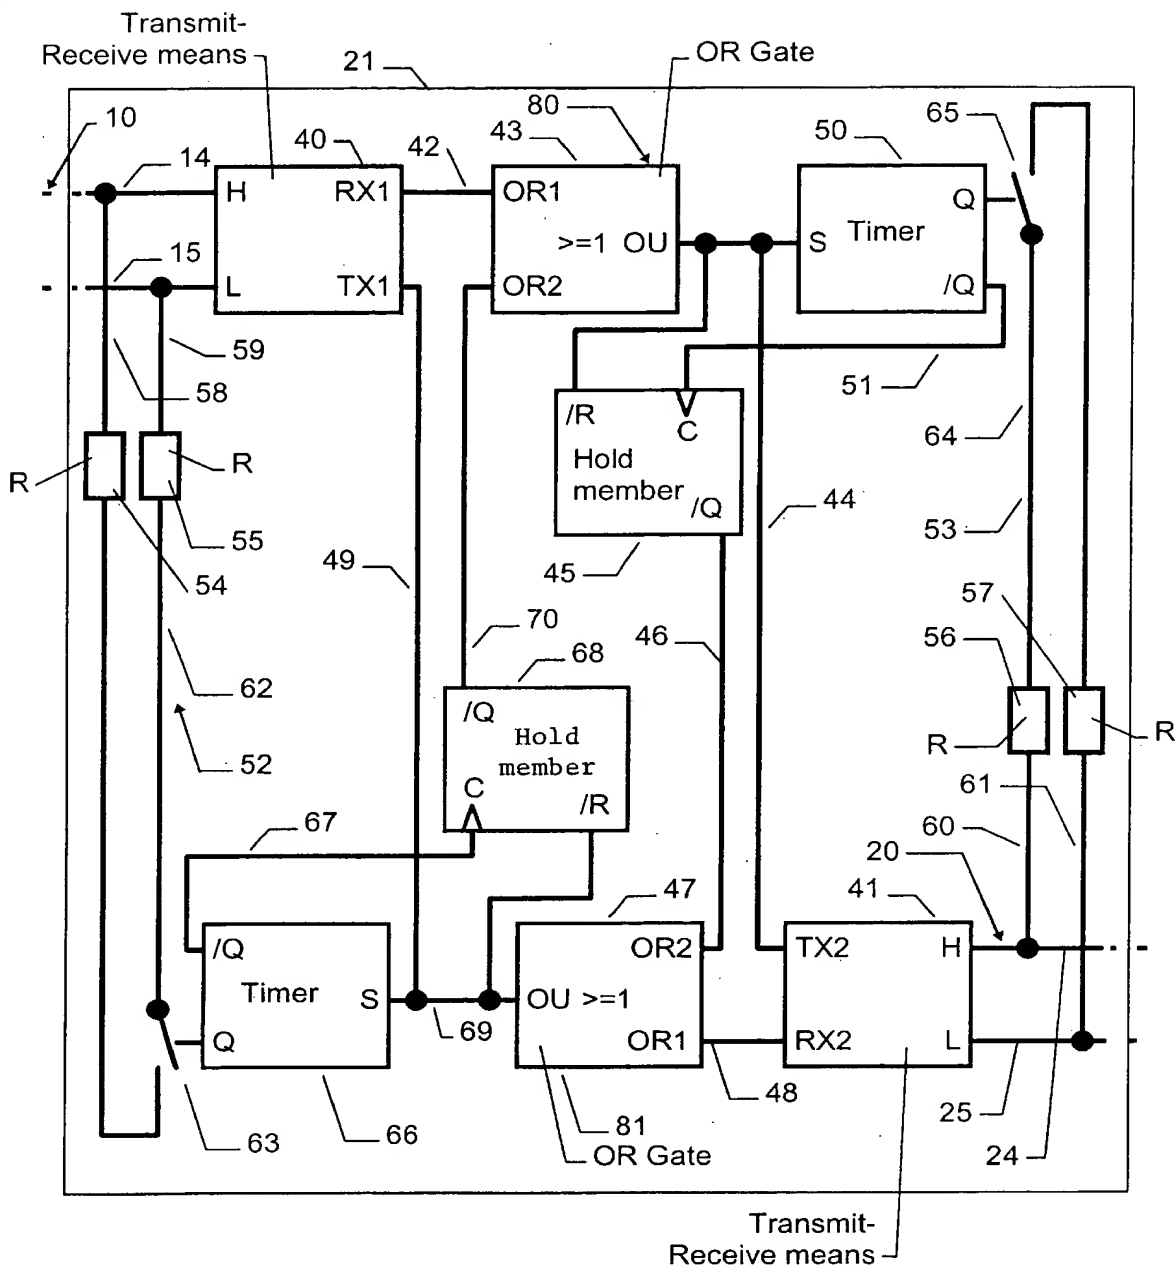 Transmit-
Receive means
21
OR Gate
10
14
40
42
43
80
50
65
H
RX1
OR1
Q
>=1
OU
S
Timer
15
L
TX1
OR2
/Q
59
58
51
/R
C
Hold
member
/Q
64
R
R
55
54
44
53
45
49
57
70
68
46
56
62
/Q
Hold
member
R
R
52
C
/R
61
67
60
20
47
41
/Q
OR2
TX2
H
Timer
S
OU
>=1
69
Q
OR1
RX2
L
48
25
63
66
81
24
OR Gate
Transmit-
Receive means